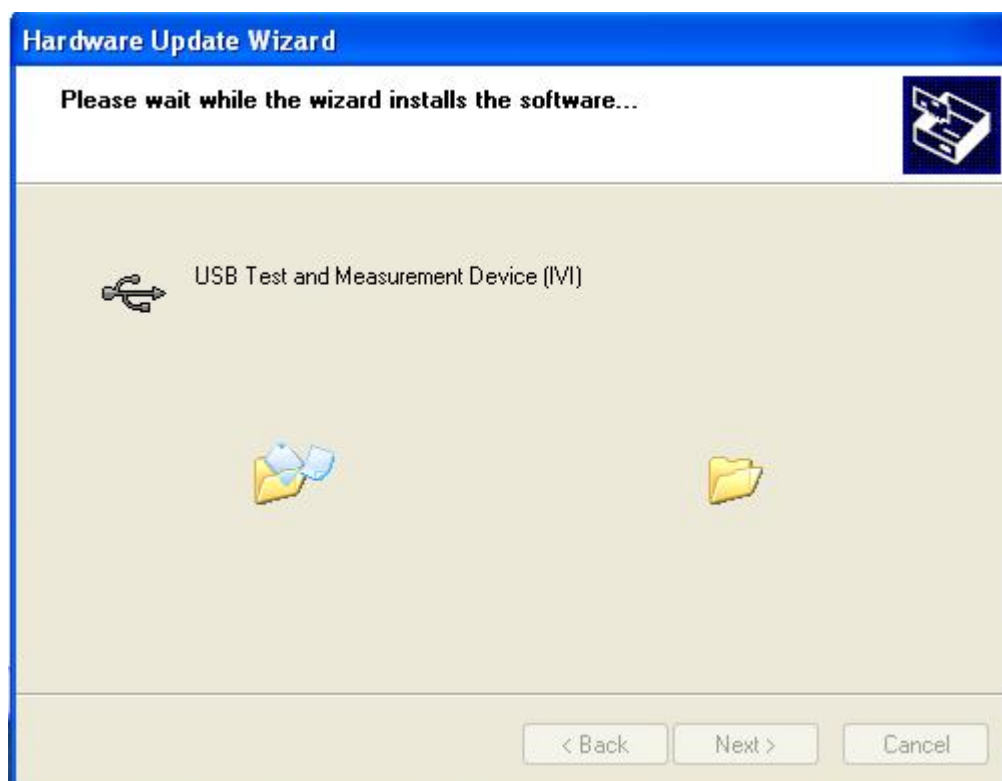 Hardware Update Wizard
Please wait while the wizard installs the software...
USB Test and Measurement Device (IVI)
< Back
Next >
Cancel